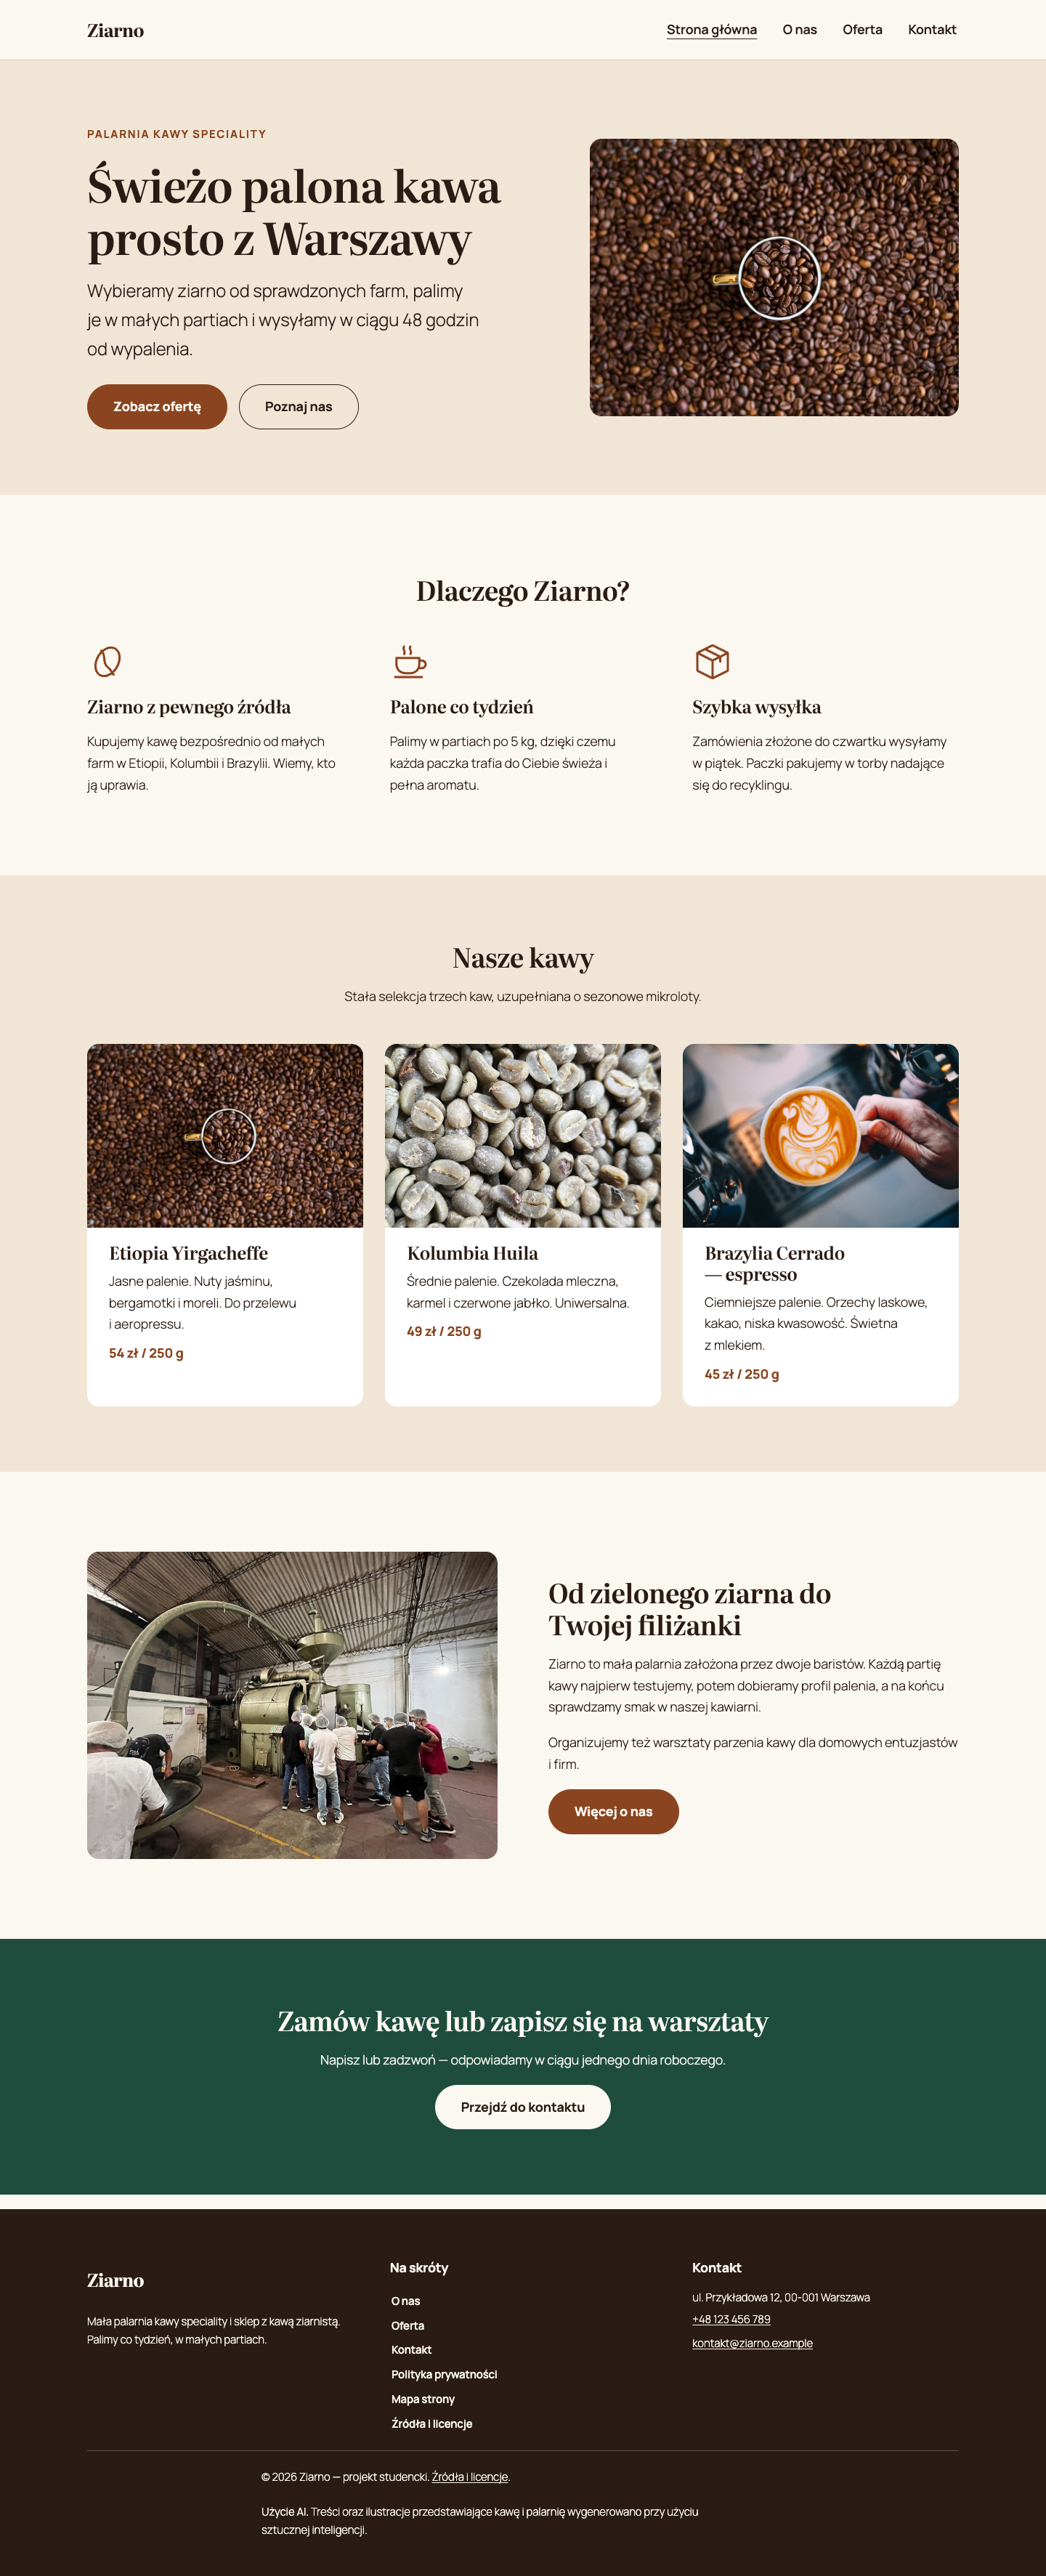 Ziarno
Strona główna
O nas
Oferta
Kontakt
PALARNIA KAWY SPECIALITY
Świeżo palona kawa
prosto z Warszawy
Wybieramy ziarno od sprawdzonych farm, palimy
je w małych partiach i wysyłamy w ciągu 48 godzin
od wypalenia.
Zobacz ofertę
Poznaj nas
Dlaczego Ziarno?
Ziarno z pewnego źródła
Kupujemy kawę bezpośrednio od małych
farm w Etiopii, Kolumbii i Brazylii. Wiemy, kto
ją uprawia.
Palone co tydzień
Palimy w partiach po 5 kg, dzięki czemu
każda paczka trafia do Ciebie świeża i
pełna aromatu.
Szybka wysyłka
Zamówienia złożone do czwartku wysyłamy
w piątek. Paczki pakujemy w torby nadające
się do recyklingu.
Nasze kawy
Stała selekcja trzech kaw, uzupełniana o sezonowe mikroloty.
Etiopia Yirgacheffe
Jasne palenie. Nuty jaśminu,
bergamotki i moreli. Do przelewu
i aeropressu.
54 zł / 250 g
Kolumbia Huila
Średnie palenie. Czekolada mleczna,
karmel i czerwone jabłko. Uniwersalna.
49 zł / 250 g
Brazylia Cerrado
— espresso
Ciemniejsze palenie. Orzechy laskowe,
kakao, niska kwasowość. Świetna
z mlekiem.
45 zł / 250 g
Od zielonego ziarna do
Twojej filiżanki
Ziarno to mała palarnia założona przez dwoje baristów. Każdą partię
kawy najpierw testujemy, potem dobieramy profil palenia, a na końcu
sprawdzamy smak w naszej kawiarni.
Organizujemy też warsztaty parzenia kawy dla domowych entuzjastów
i firm.
Więcej o nas
Zamów kawę lub zapisz się na warsztaty
Napisz lub zadzwoń — odpowiadamy w ciągu jednego dnia roboczego.
Przejdź do kontaktu
Ziarno
Mała palarnia kawy speciality i sklep z kawą ziarnistą.
Palimy co tydzień, w małych partiach.
Na skróty
O nas
Oferta
Kontakt
Polityka prywatności
Mapa strony
Źródła i licencje
Kontakt
ul. Przykładowa 12, 00-001 Warszawa
+48 123 456 789
kontakt@ziarno.example
© 2026 Ziarno — projekt studencki. Źródła i licencje.
Użycie AI. Treści oraz ilustracje przedstawiające kawę i palarnię wygenerowano przy użyciu
sztucznej inteligencji.